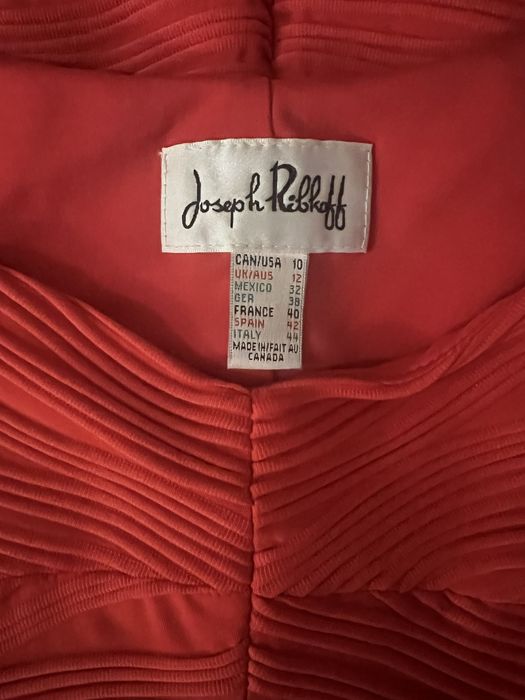 Joseph Ribkoff
CAN/USA 10
UK/AUS 12
MEXICO 32
GER 38
FRANCE 40
SPAIN 42
ITALY 44
MADE IN/FAIT AU
CANADA